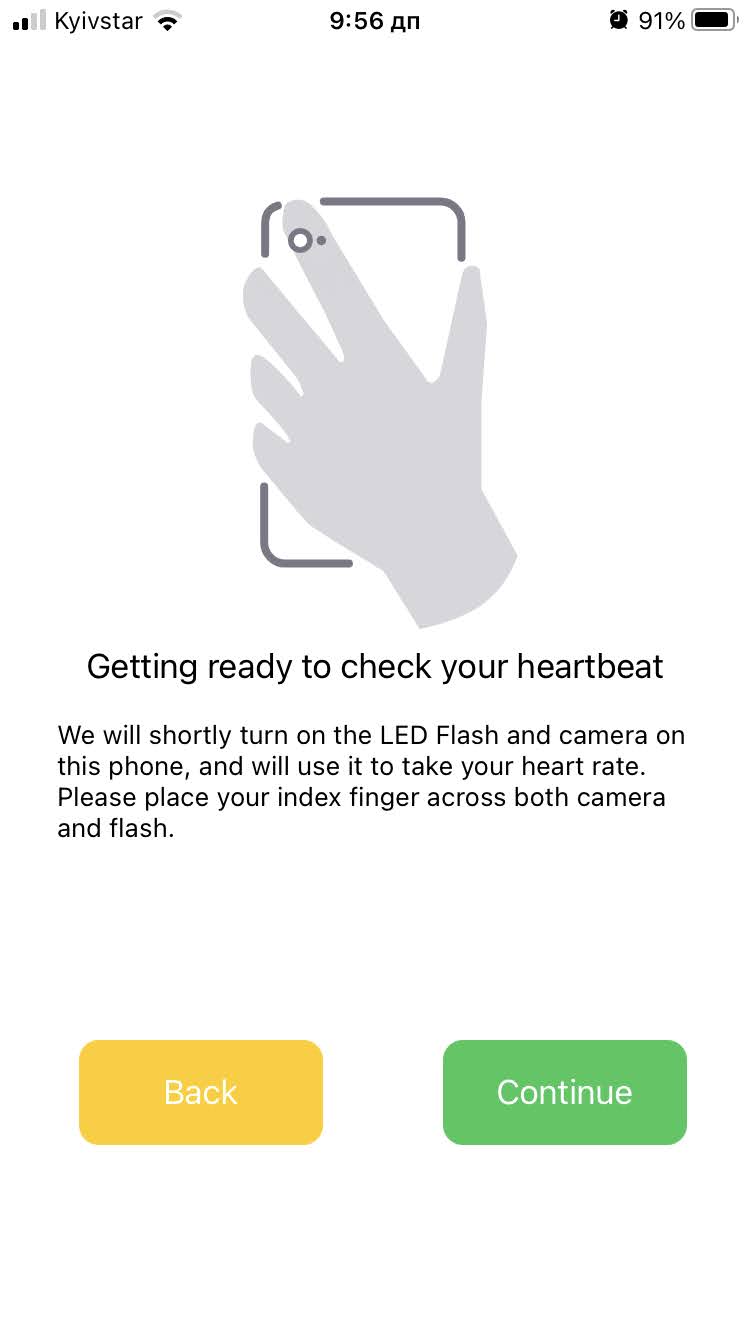 Kyivstar 9:56 дп 91%
Getting ready to check your heartbeat
We will shortly turn on the LED Flash and camera on
this phone, and will use it to take your heart rate.
Please place your index finger across both camera
and flash.
Back Continue